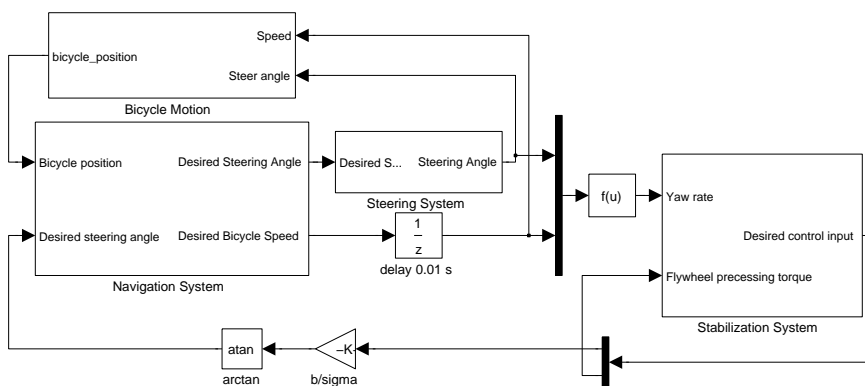 Speed
bicycle_position
Steer angle
Bicycle Motion
Bicycle position
Desired Steering Angle
Desired S...
Steering Angle
Steering System
f(u)
Yaw rate
Desired steering angle
Desired Bicycle Speed
1
z
delay 0.01 s
Navigation System
Desired control input
Flywheel precessing torque
Stabilization System
atan
arctan
-K-
b/sigma